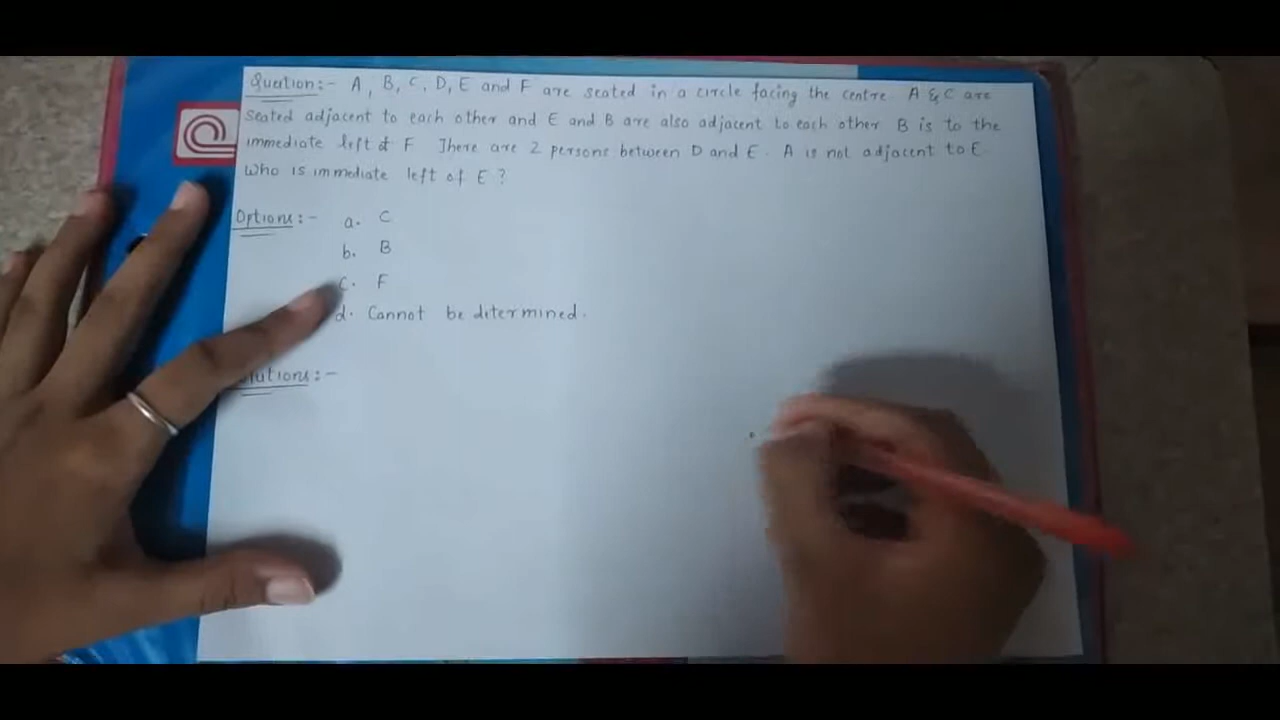 Question:- A, B, C, D, E and F are seated in a circle facing the centre. A & C are
seated adjacent to each other and E and B are also adjacent to each other B is to the
immediate left of F There are 2 persons between D and E. A is not adjacent to E
Who is immediate left of E ?
Options:- a. C
b. B
c. F
d. Cannot be ditermined.
:-